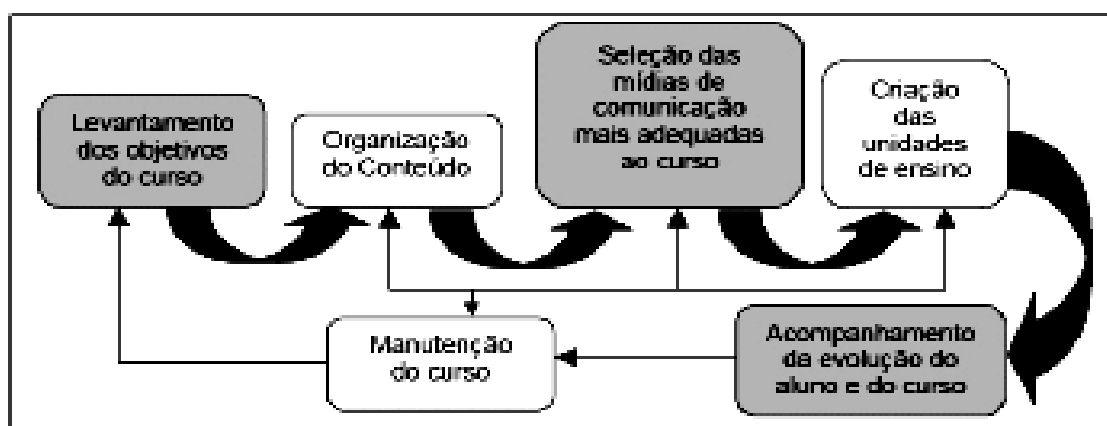 Levantamento
dos objetivos
do curso
Organização
do Conteúdo
Seleção das
mídias de
comunicação
mais adequadas
ao curso
Criação
das
unidades
de ensino
Acompanhamento
da evolução do
aluno e do curso
Manutenção
do curso